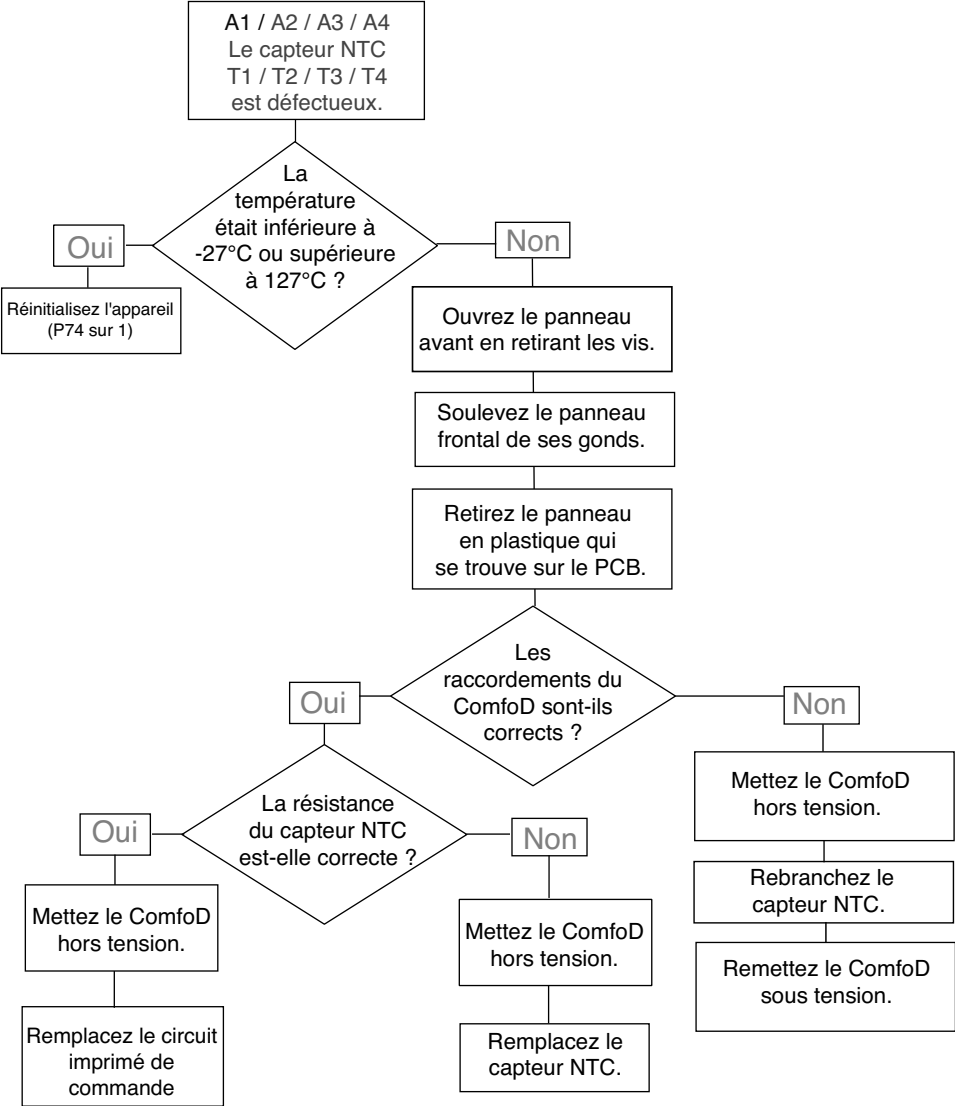 A1 / A2 / A3 / A4
Le capteur NTC
T1 / T2 / T3 / T4
est défectueux.
La
température
était inférieure à
-27°C ou supérieure
à 127°C ?
Oui
Non
Réinitialisez l'appareil
(P74 sur 1)
Ouvrez le panneau
avant en retirant les vis.
Soulevez le panneau
frontal de ses gonds.
Retirez le panneau
en plastique qui
se trouve sur le PCB.
Les
raccordements du
ComfoD sont-ils
corrects ?
Oui
Non
La résistance
du capteur NTC
est-elle correcte ?
Oui
Non
Mettez le ComfoD
hors tension.
Rebranchez le
capteur NTC.
Remettez le ComfoD
sous tension.
Mettez le ComfoD
hors tension.
Remplacez le circuit
imprimé de
commande
Mettez le ComfoD
hors tension.
Remplacez le
capteur NTC.